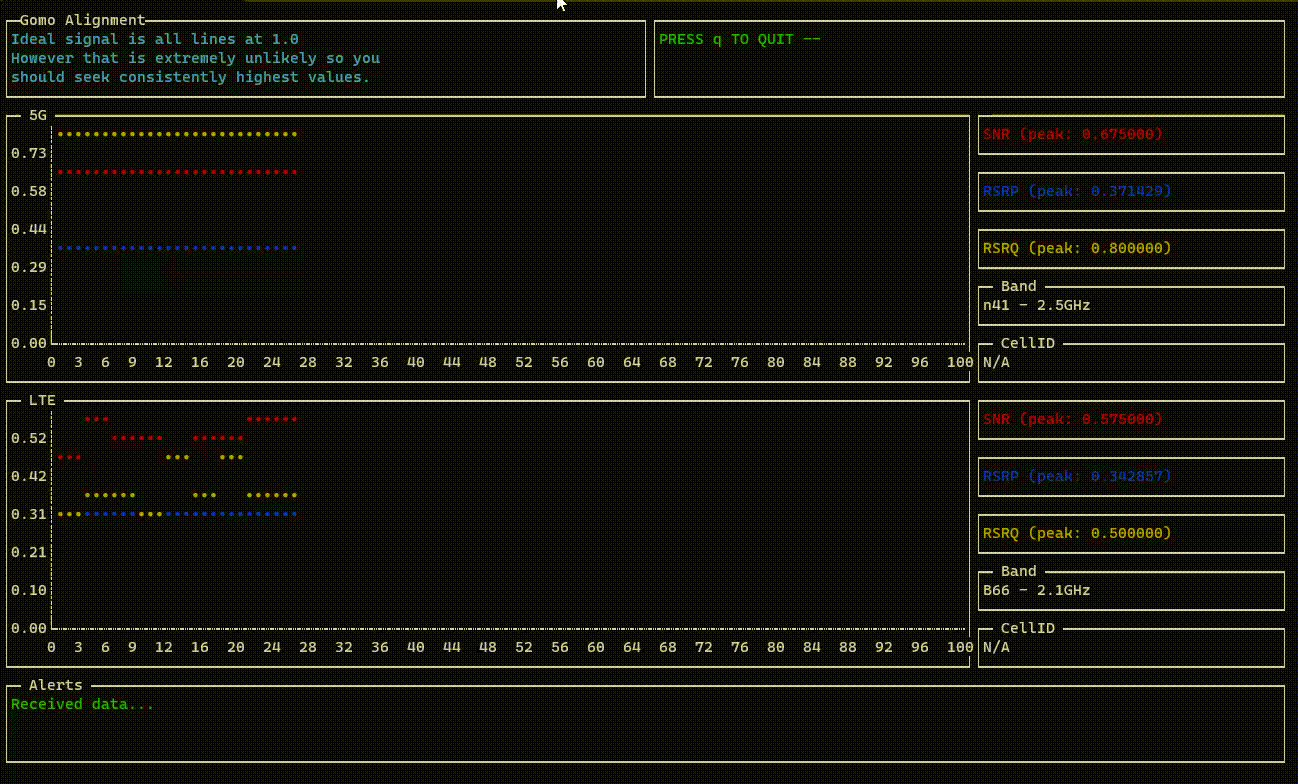 Gomo Alignment
Ideal signal is all lines at 1.0
However that is extremely unlikely so you
should seek consistently highest values.
PRESS q TO QUIT --
5G
0.73
0.58
0.44
0.29
0.15
0.00
0 3 6 9 12 16 20 24 28 32 36 40 44 48 52 56 60 64 68 72 76 80 84 88 92 96 100
SNR (peak: 0.675000)
RSRP (peak: 0.371429)
RSRQ (peak: 0.800000)
Band
n41 - 2.5GHz
CellID
N/A
LTE
0.52
0.42
0.31
0.21
0.10
0.00
0 3 6 9 12 16 20 24 28 32 36 40 44 48 52 56 60 64 68 72 76 80 84 88 92 96 100
SNR (peak: 0.575000)
RSRP (peak: 0.342857)
RSRQ (peak: 0.500000)
Band
B66 - 2.1GHz
CellID
N/A
Alerts
Received data...